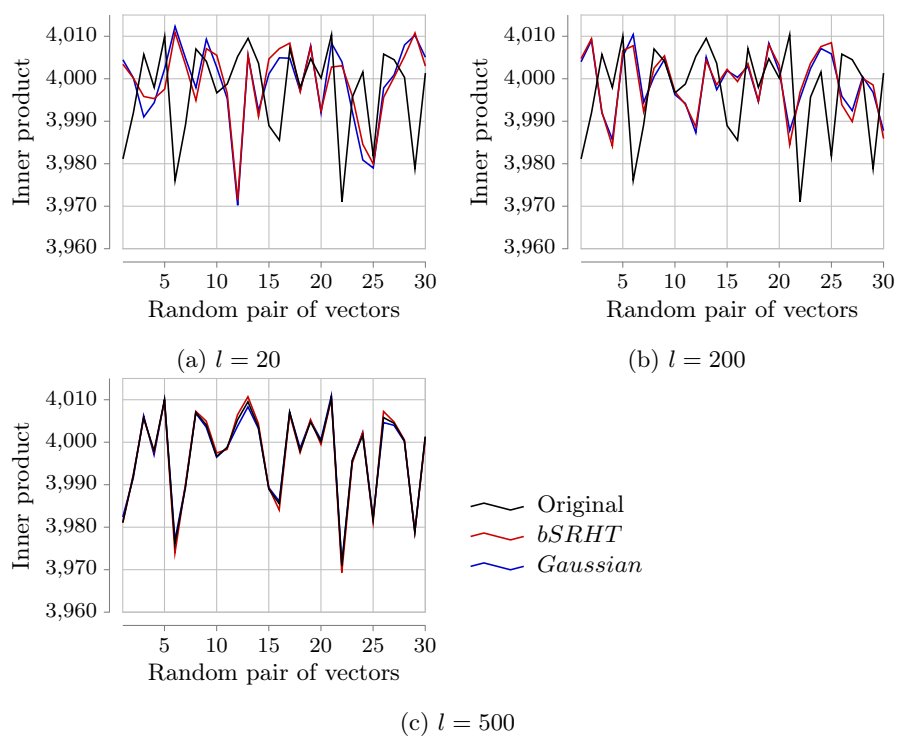 4,010
4,000
3,990
3,980
3,970
3,960
Inner product
5 10 15 20 25 30
Random pair of vectors
(a) l = 20
4,010
4,000
3,990
3,980
3,970
3,960
Inner product
5 10 15 20 25 30
Random pair of vectors
(b) l = 200
4,010
4,000
3,990
3,980
3,970
3,960
Inner product
5 10 15 20 25 30
Random pair of vectors
Original
bSRHT
Gaussian
(c) l = 500